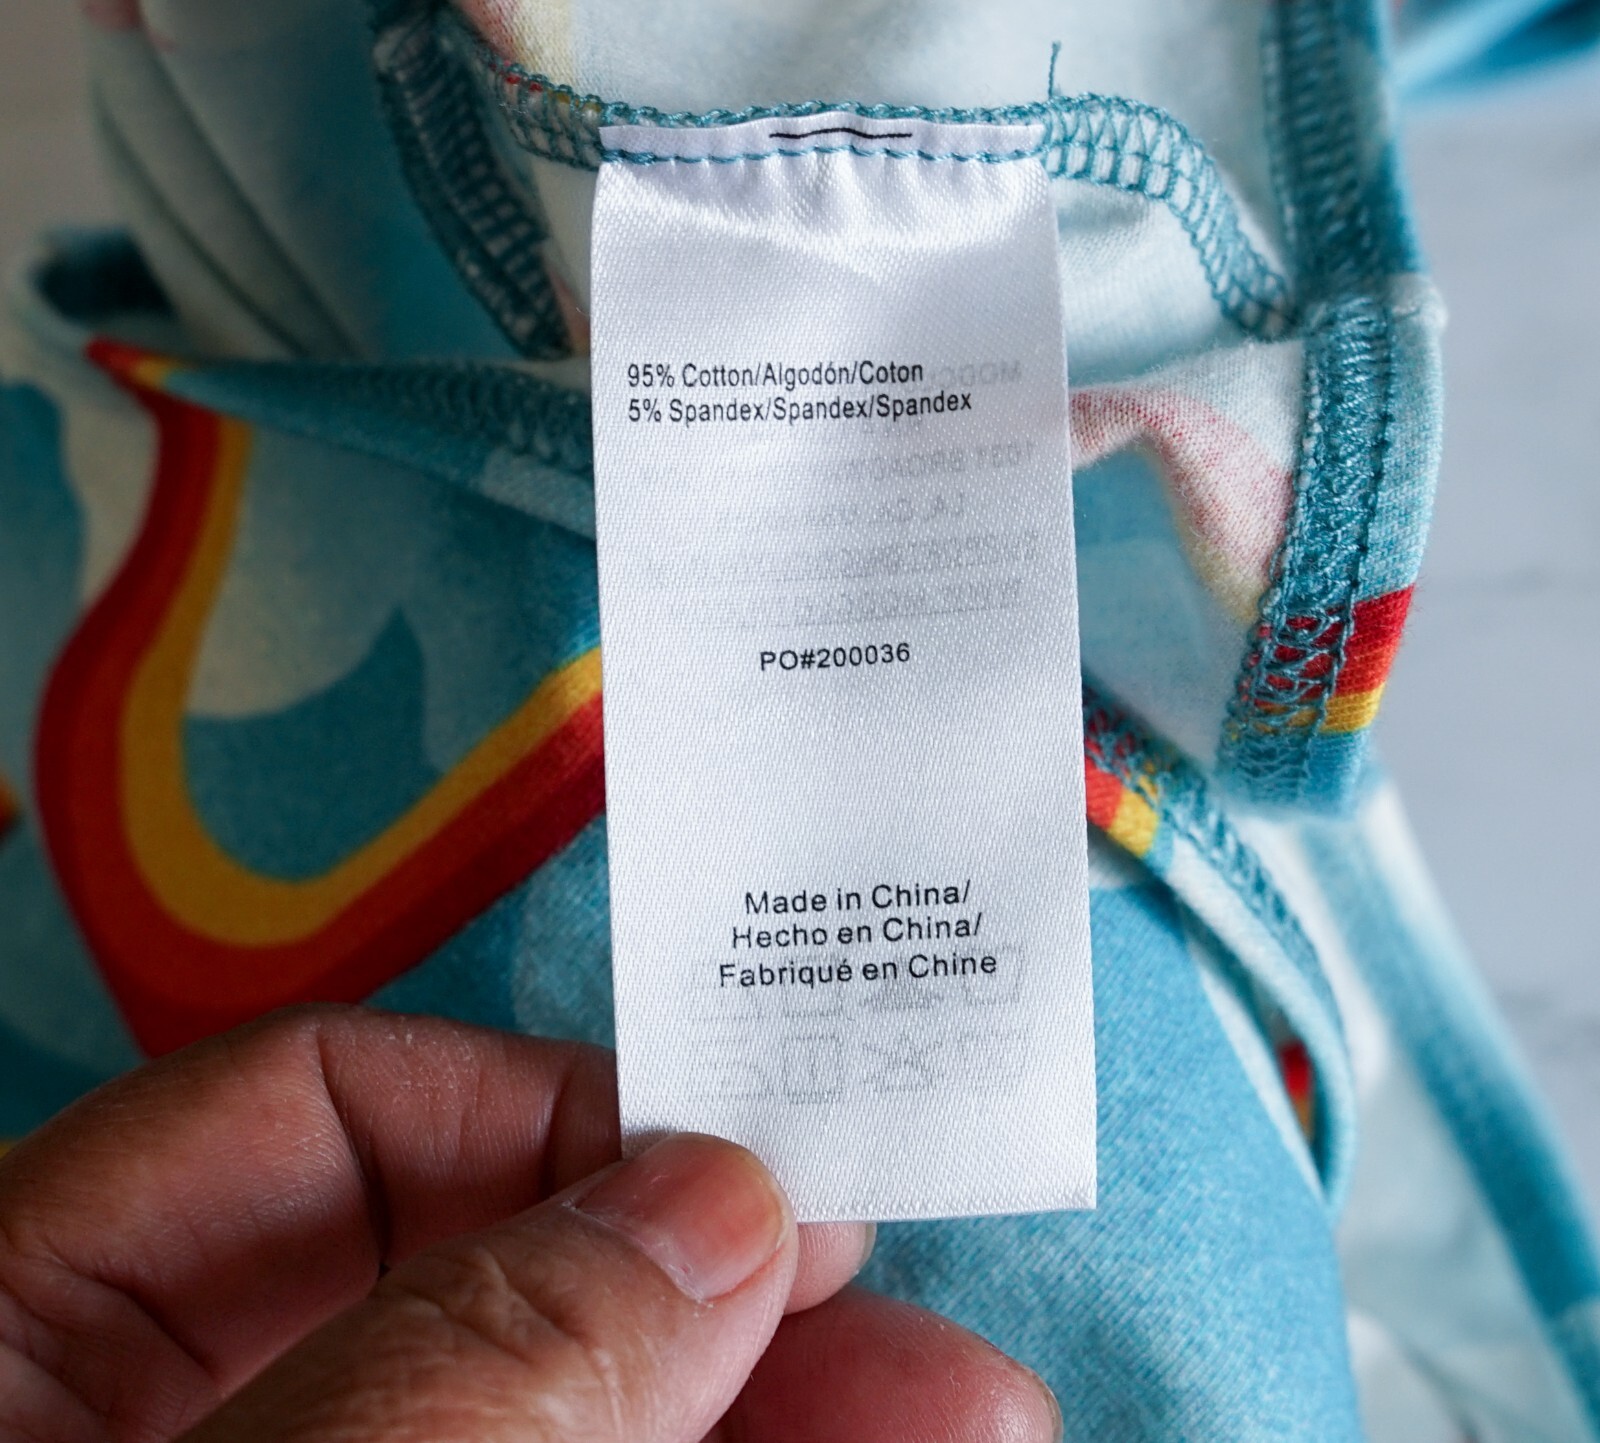 95% Cotton/Algodón/Coton
5% Spandex/Spandex/Spandex
PO#200036
Made in China/
Hecho en China/
Fabriqué en Chine